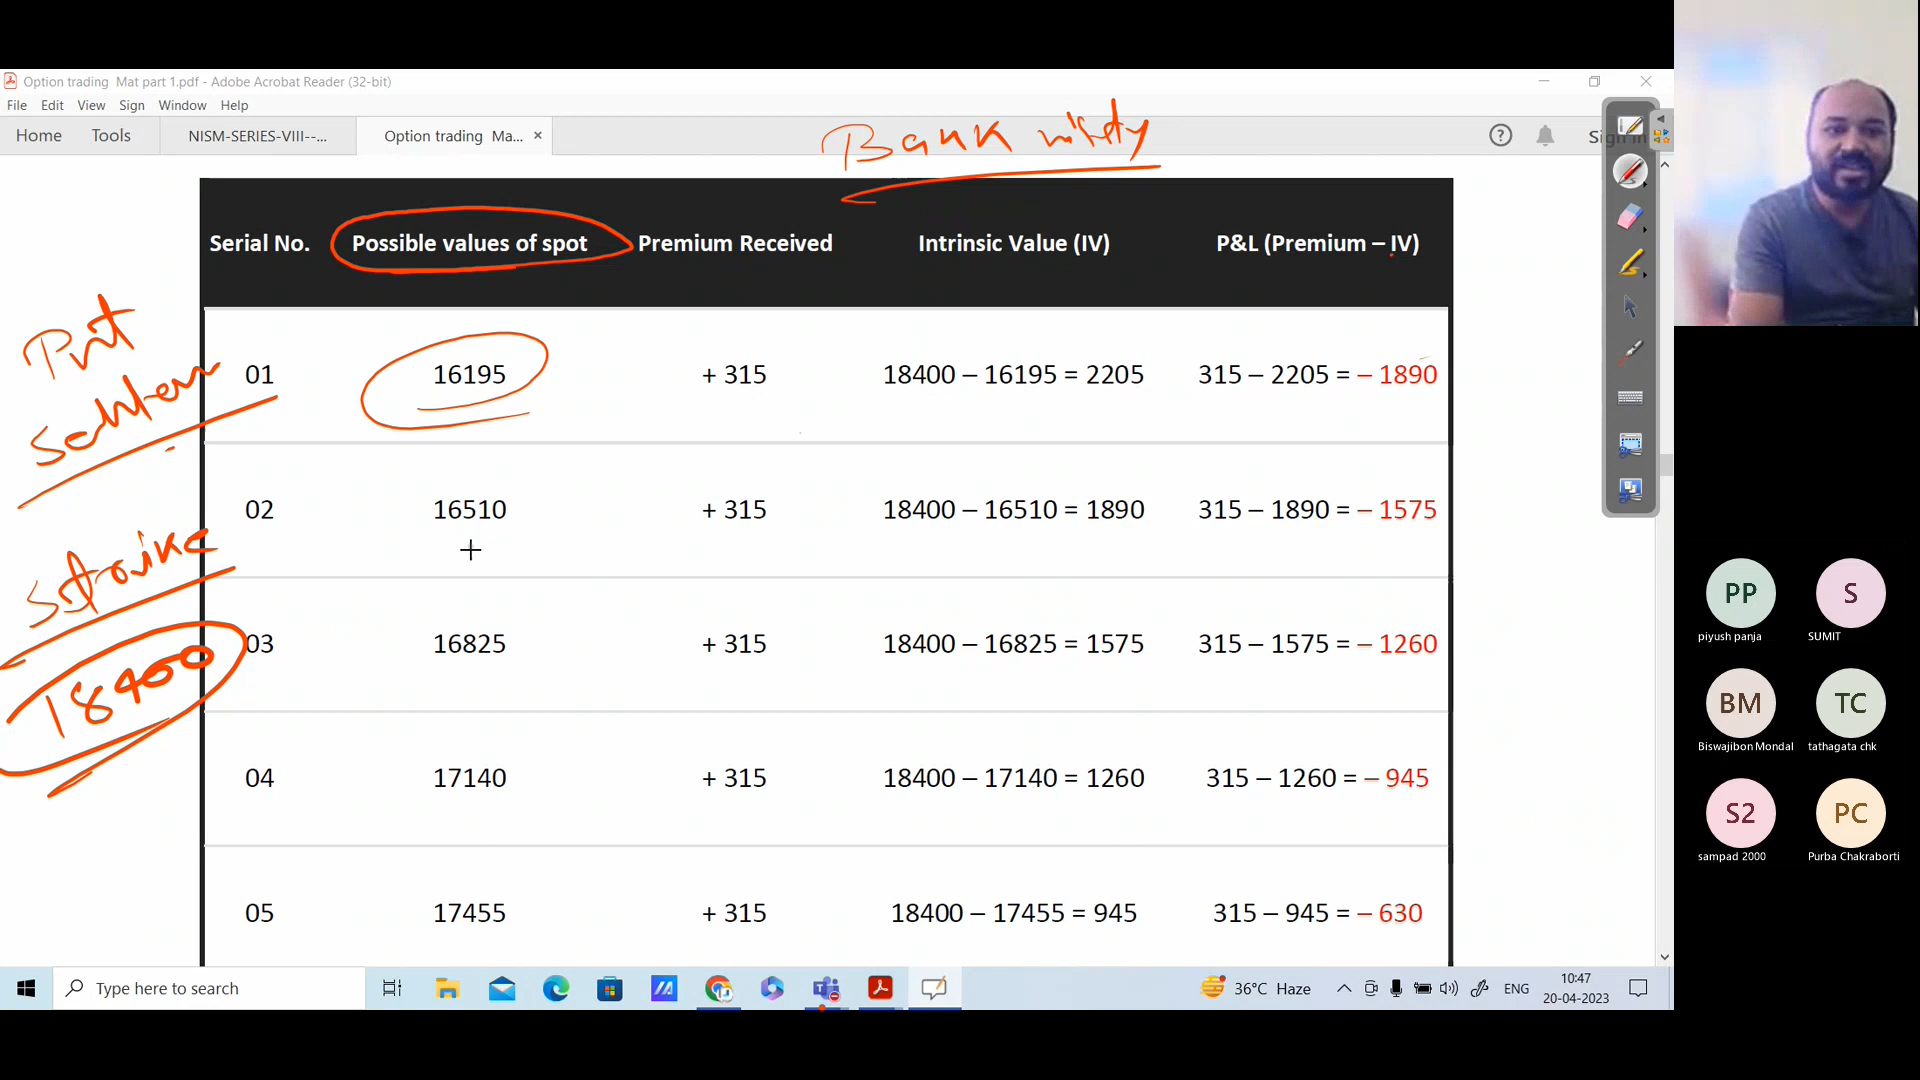 Option trading Mat part 1.pdf - Adobe Acrobat Reader (32-bit)
File Edit View Sign Window Help
Home Tools NISM-SERIES-VIII--... Option trading Ma... × Sign In
Bank nifty
Serial No. Possible values of spot Premium Received Intrinsic Value (IV) P&L (Premium – IV)
01 16195 + 315 18400 – 16195 = 2205 315 – 2205 = – 1890
02 16510 + 315 18400 – 16510 = 1890 315 – 1890 = – 1575
03 16825 + 315 18400 – 16825 = 1575 315 – 1575 = – 1260
04 17140 + 315 18400 – 17140 = 1260 315 – 1260 = – 945
05 17455 + 315 18400 – 17455 = 945 315 – 945 = – 630
Put
Strike
18400
PP S
piyush panja SUMIT
BM TC
Biswajibon Mondal tathagata chk
S2 PC
sampad 2000 Purba Chakraborti
Type here to search
36°C Haze ENG 10:47
20-04-2023